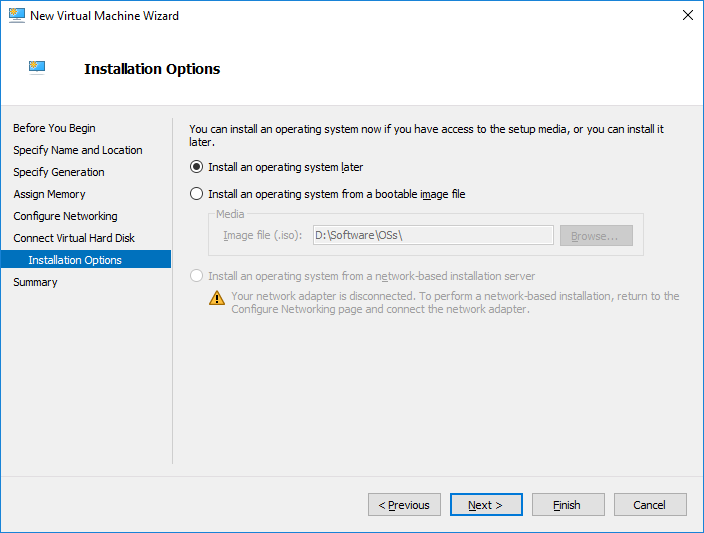 New Virtual Machine Wizard
Installation Options
Before You Begin
Specify Name and Location
Specify Generation
Assign Memory
Configure Networking
Connect Virtual Hard Disk
Installation Options
Summary
You can install an operating system now if you have access to the setup media, or you can install it
later.
Install an operating system later
Install an operating system from a bootable image file
Media
Image file (.iso):
D:\Software\OSs\
Browse...
Install an operating system from a network-based installation server
Your network adapter is disconnected. To perform a network-based installation, return to the
Configure Networking page and connect the network adapter.
< Previous
Next >
Finish
Cancel